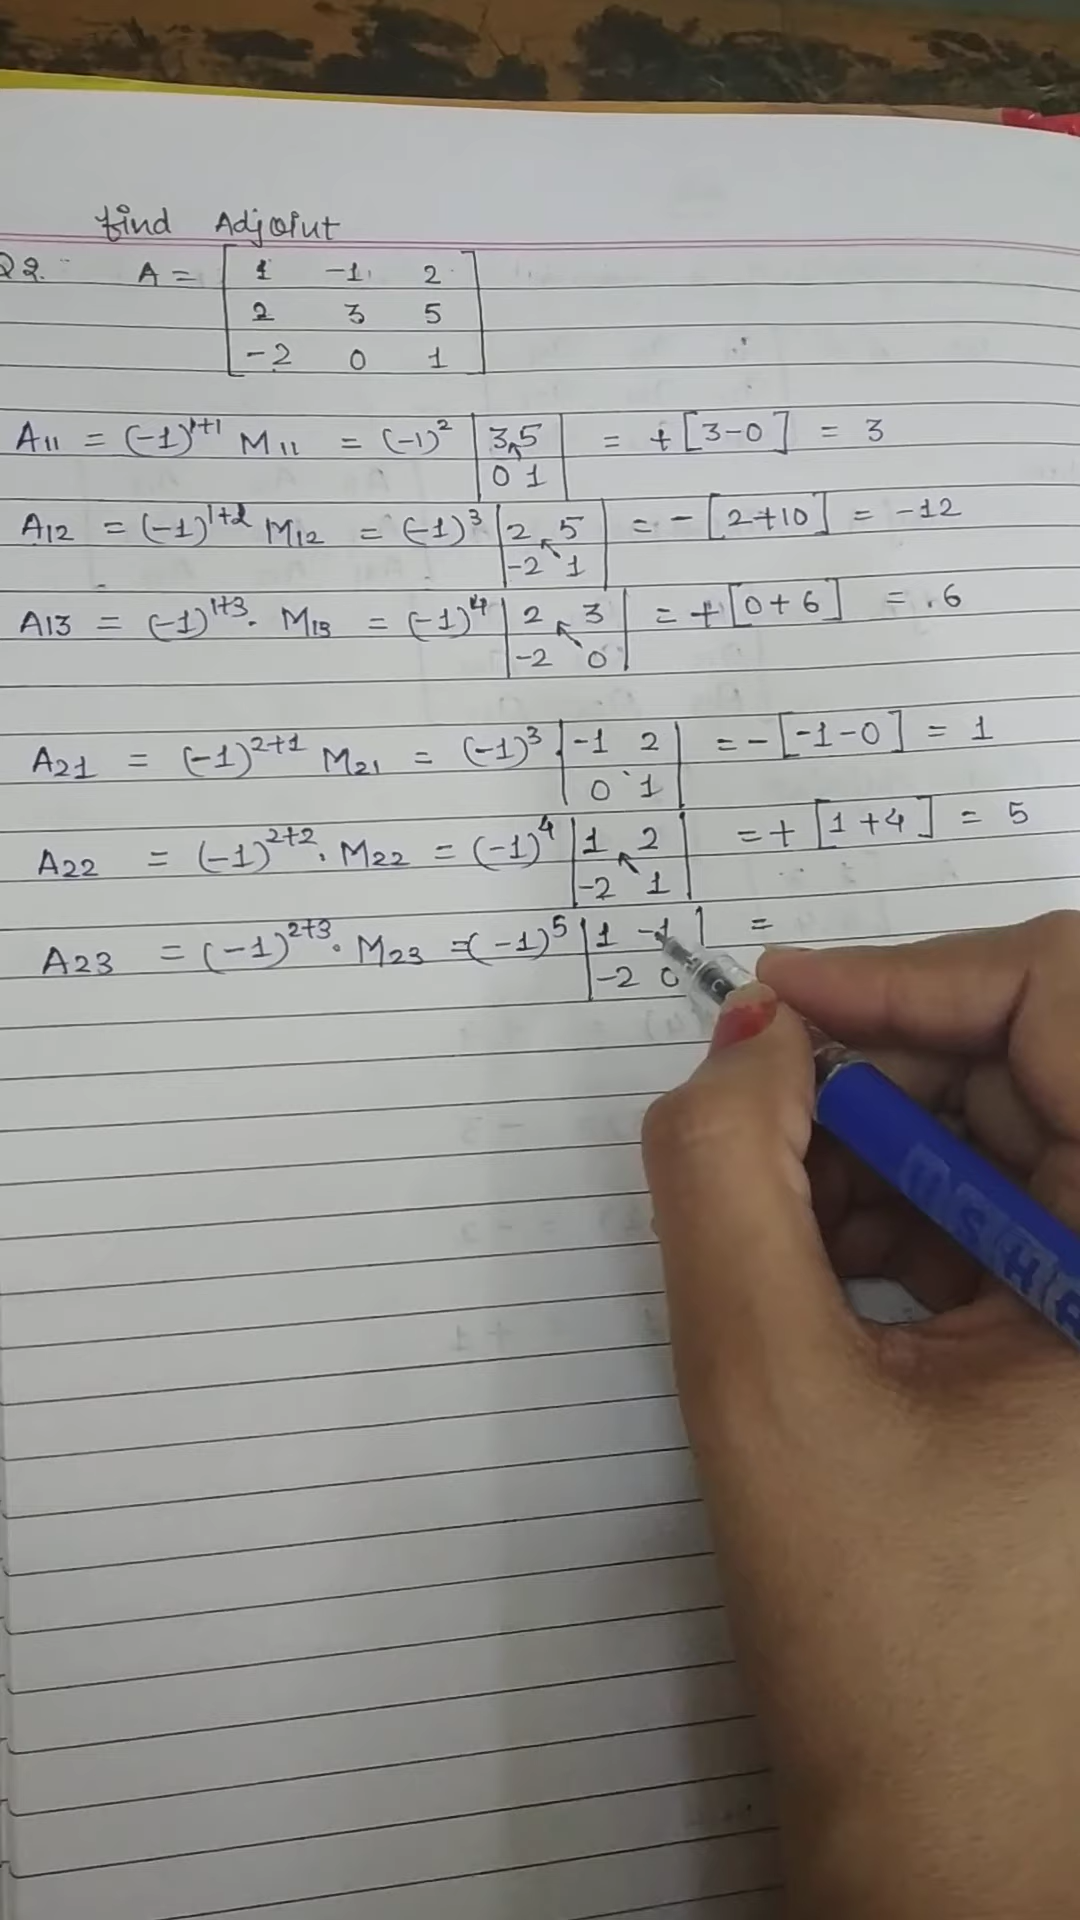 find Adjoint
Q2. A = [ 1 -1 2
2 3 5
-2 0 1 ]
A11 = (-1)^1+1 M11 = (-1)^2 | 3 5 | = +[3-0] = 3
0 1
A12 = (-1)^1+2 M12 = (-1)^3 | 2 5 | = -[2+10] = -12
-2 1
A13 = (-1)^1+3 . M13 = (-1)^4 | 2 3 | = +[0+6] = 6
-2 0
A21 = (-1)^2+1 M21 = (-1)^3 . | -1 2 | = -[-1-0] = 1
0 1
A22 = (-1)^2+2 . M22 = (-1)^4 | 1 2 | = +[1+4] = 5
-2 1
A23 = (-1)^2+3 . M23 = (-1)^5 | 1 -1 | =
-2 0